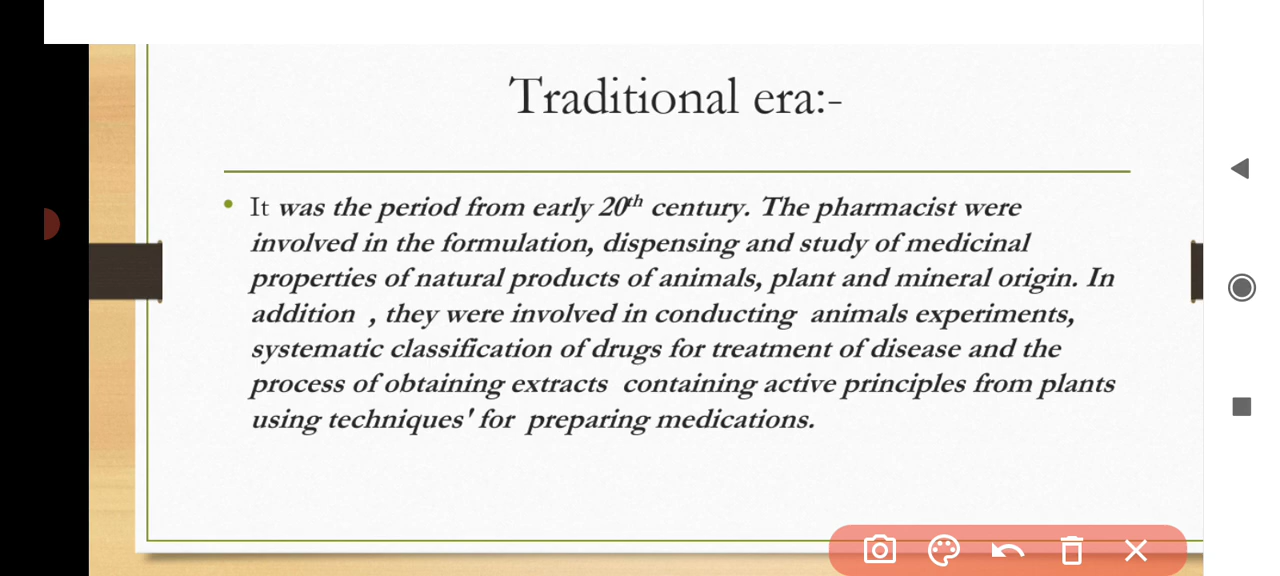 Traditional era:-
• It was the period from early 20th century. The pharmacist were
involved in the formulation, dispensing and study of medicinal
properties of natural products of animals, plant and mineral origin. In
addition , they were involved in conducting animals experiments,
systematic classification of drugs for treatment of disease and the
process of obtaining extracts containing active principles from plants
using techniques' for preparing medications.